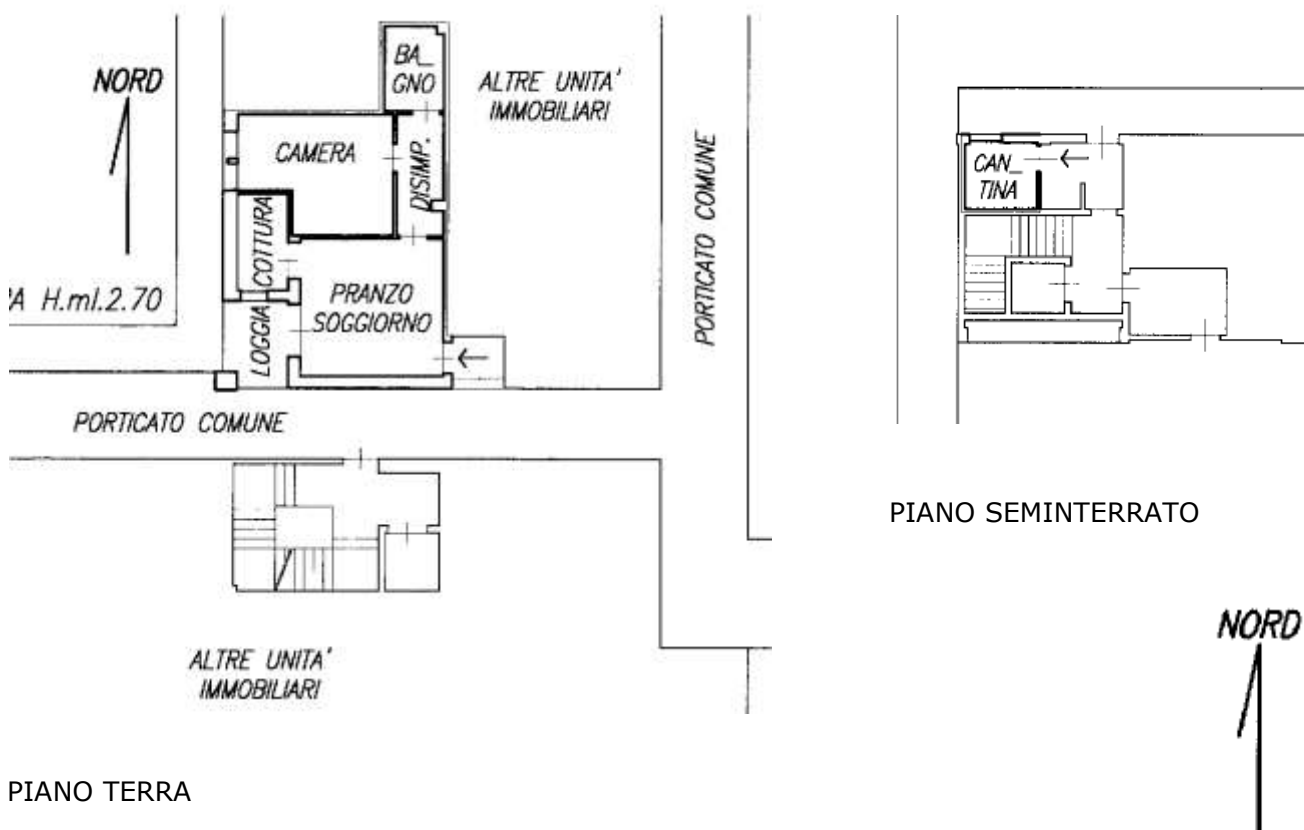 NORD
BA_
GNO
ALTRE UNITA'
IMMOBILIARI
CAMERA
DISIMP.
COTTURA
PRANZO
SOGGIORNO
LOGGIA
A H.ml.2.70
PORTICATO COMUNE
PORTICATO COMUNE
ALTRE UNITA'
IMMOBILIARI
PIANO TERRA
CAN_
TINA
PIANO SEMINTERRATO
NORD